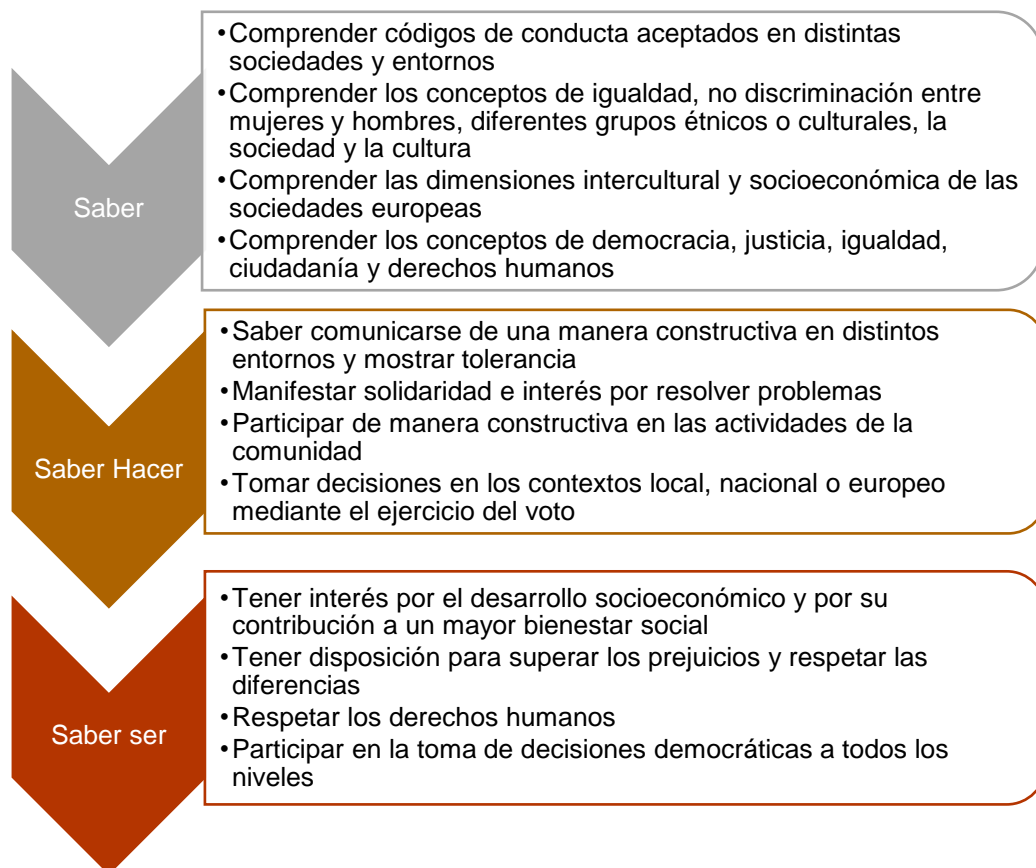 Saber
•Comprender códigos de conducta aceptados en distintas
sociedades y entornos
•Comprender los conceptos de igualdad, no discriminación entre
mujeres y hombres, diferentes grupos étnicos o culturales, la
sociedad y la cultura
•Comprender las dimensiones intercultural y socioeconómica de las
sociedades europeas
•Comprender los conceptos de democracia, justicia, igualdad,
ciudadanía y derechos humanos
Saber Hacer
•Saber comunicarse de una manera constructiva en distintos
entornos y mostrar tolerancia
•Manifestar solidaridad e interés por resolver problemas
•Participar de manera constructiva en las actividades de la
comunidad
•Tomar decisiones en los contextos local, nacional o europeo
mediante el ejercicio del voto
Saber ser
•Tener interés por el desarrollo socioeconómico y por su
contribución a un mayor bienestar social
•Tener disposición para superar los prejuicios y respetar las
diferencias
•Respetar los derechos humanos
•Participar en la toma de decisiones democráticas a todos los
niveles